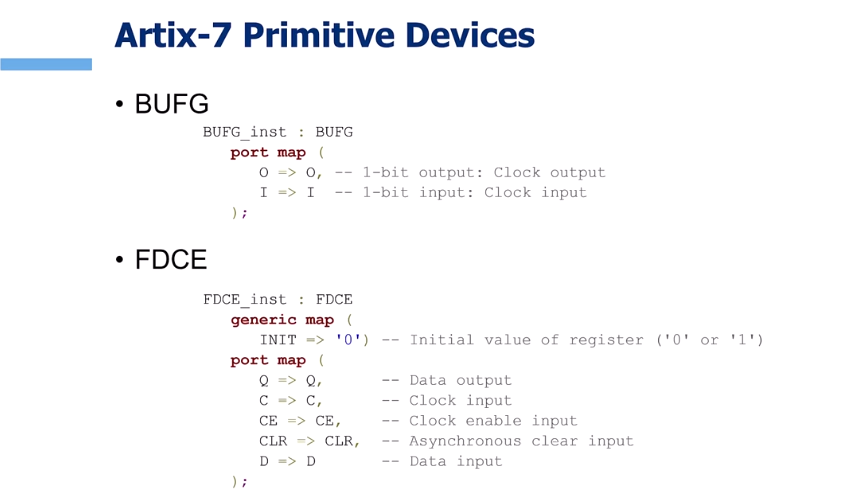 Artix-7 Primitive Devices
• BUFG
BUFG_inst : BUFG
port map (
O => O, -- 1-bit output: Clock output
I => I -- 1-bit input: Clock input
);
• FDCE
FDCE_inst : FDCE
generic map (
INIT => '0') -- Initial value of register ('0' or '1')
port map (
Q => Q, -- Data output
C => C, -- Clock input
CE => CE, -- Clock enable input
CLR => CLR, -- Asynchronous clear input
D => D -- Data input
);